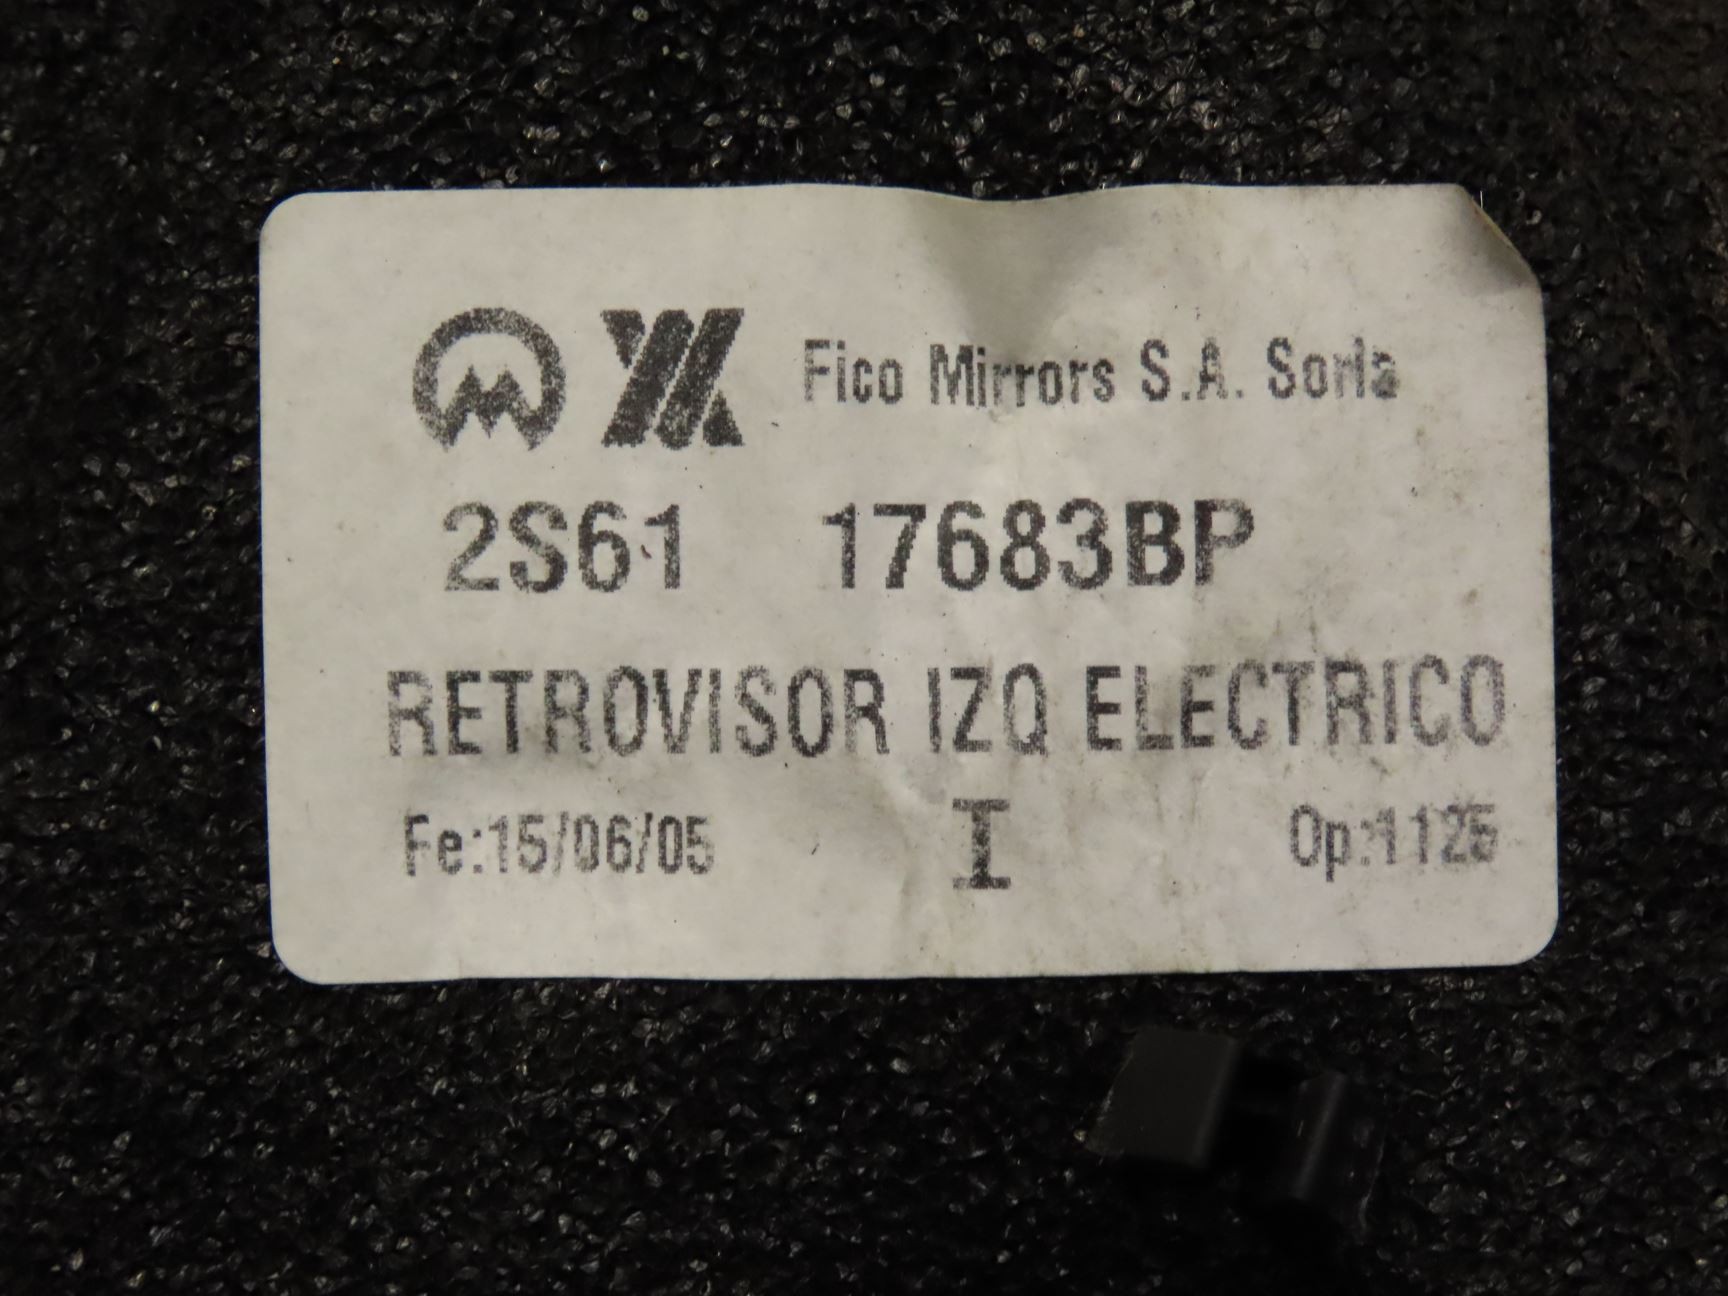 Fico Mirrors S.A. Soria
2S61 17683BP
RETROVISOR IZQ ELECTRICO
Fe:15/06/05 I Op:1125